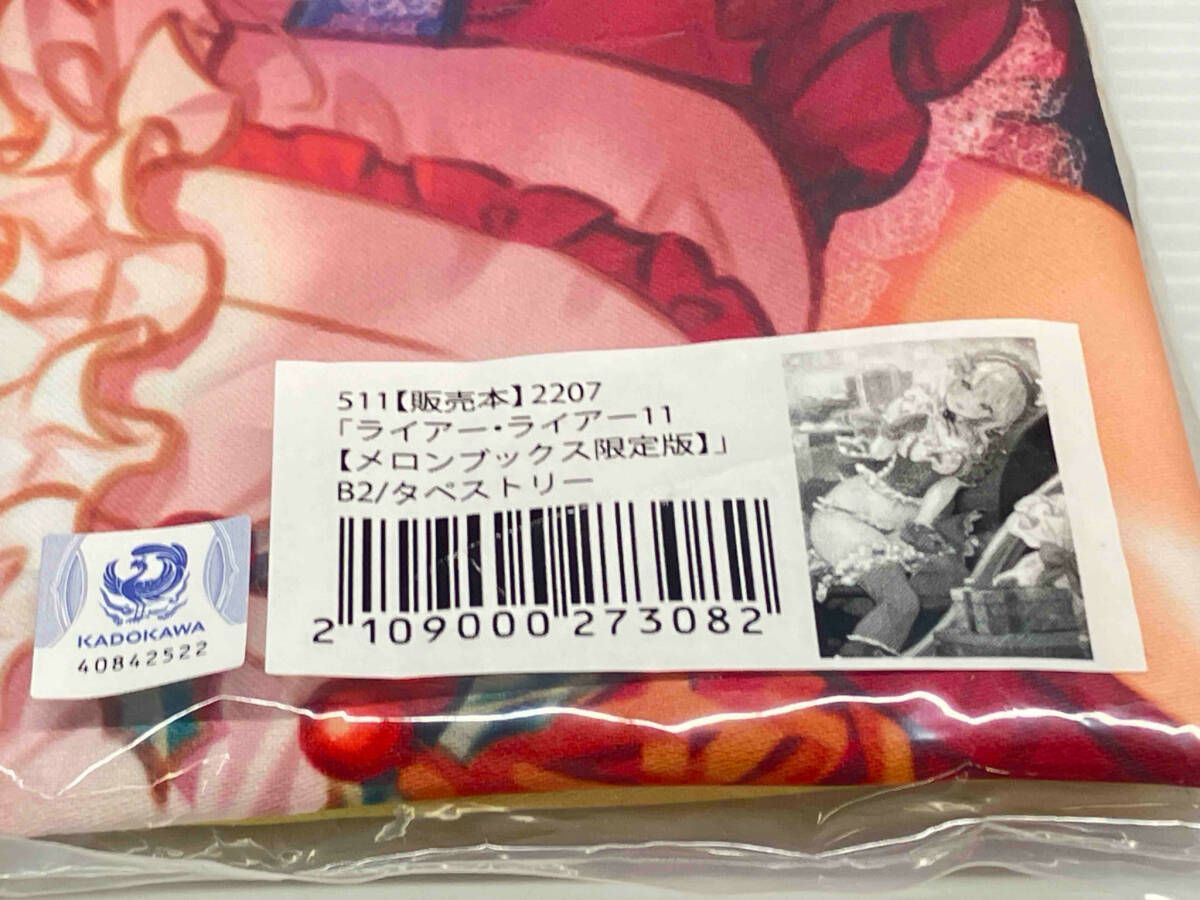 511【販売本】2207
「ライアー・ライアー11
【メロンブックス限定版】」
B2/タペストリー
2 109000 273082
KADOKAWA
40842522